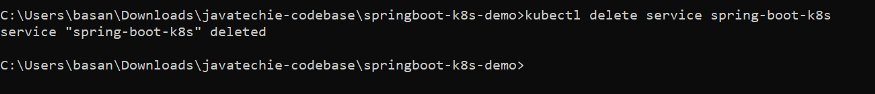 C:\Users\basan\Downloads\javatechie-codebase\springboot-k8s-demo>kubectl delete service spring-boot-k8s
service "spring-boot-k8s" deleted
C:\Users\basan\Downloads\javatechie-codebase\springboot-k8s-demo>